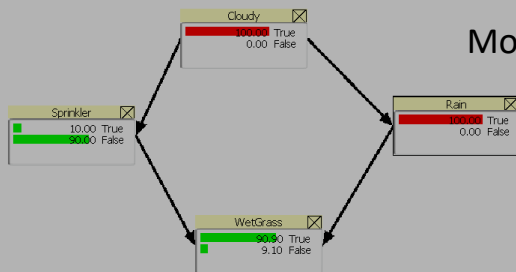 Cloudy
100.00 True
0.00 False
Mo
Sprinkler
10.00 True
90.00 False
Rain
100.00 True
0.00 False
WetGrass
90.90 True
9.10 False